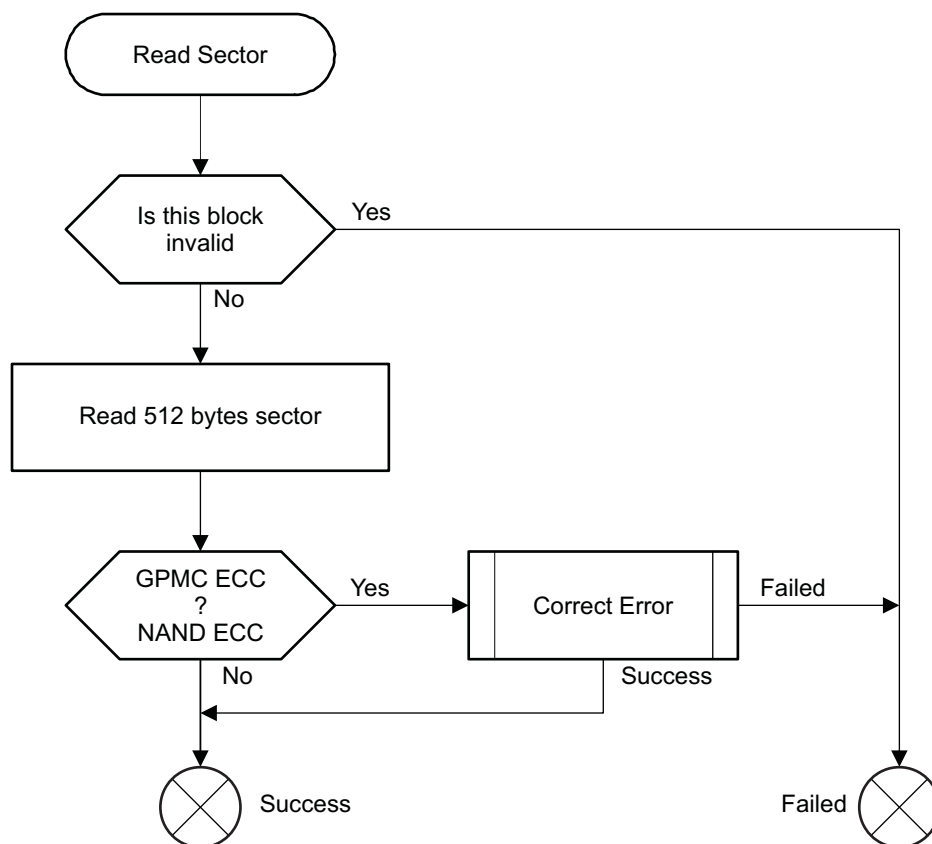 Read Sector
Is this block
invalid
Yes
No
Read 512 bytes sector
GPMC ECC
?
NAND ECC
Yes
Correct Error
Failed
No
Success
Success
Failed